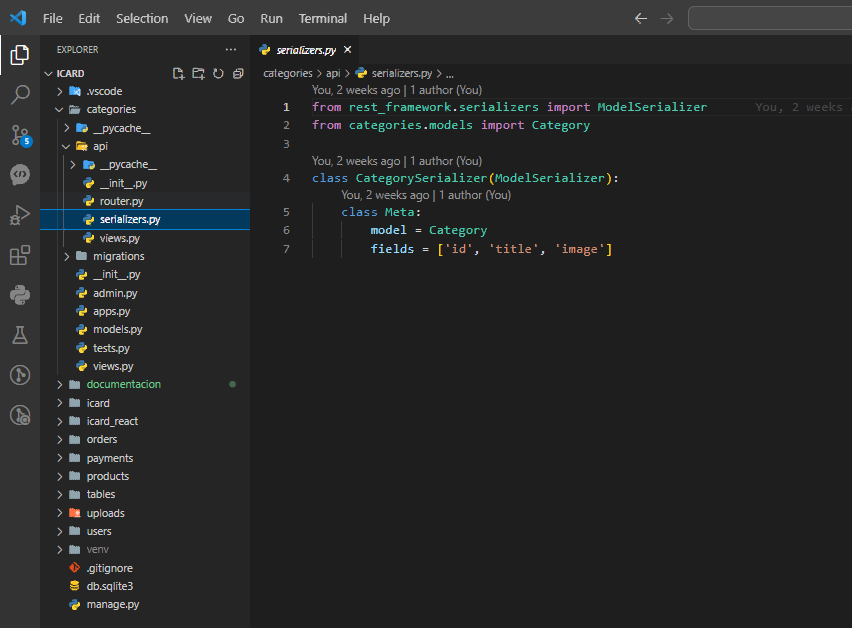 File Edit Selection View Go Run Terminal Help
EXPLORER
ICARD
.vscode
categories
__pycache__
api
__pycache__
__init__.py
router.py
serializers.py
views.py
migrations
__init__.py
admin.py
apps.py
models.py
tests.py
views.py
documentacion
icard
icard_react
orders
payments
products
tables
uploads
users
venv
.gitignore
db.sqlite3
manage.py
5
serializers.py
categories > api > serializers.py > ...
You, 2 weeks ago | 1 author (You)
1 from rest_framework.serializers import ModelSerializer You, 2 weeks
2 from categories.models import Category
3
You, 2 weeks ago | 1 author (You)
4 class CategorySerializer(ModelSerializer):
You, 2 weeks ago | 1 author (You)
5 class Meta:
6 model = Category
7 fields = ['id', 'title', 'image']